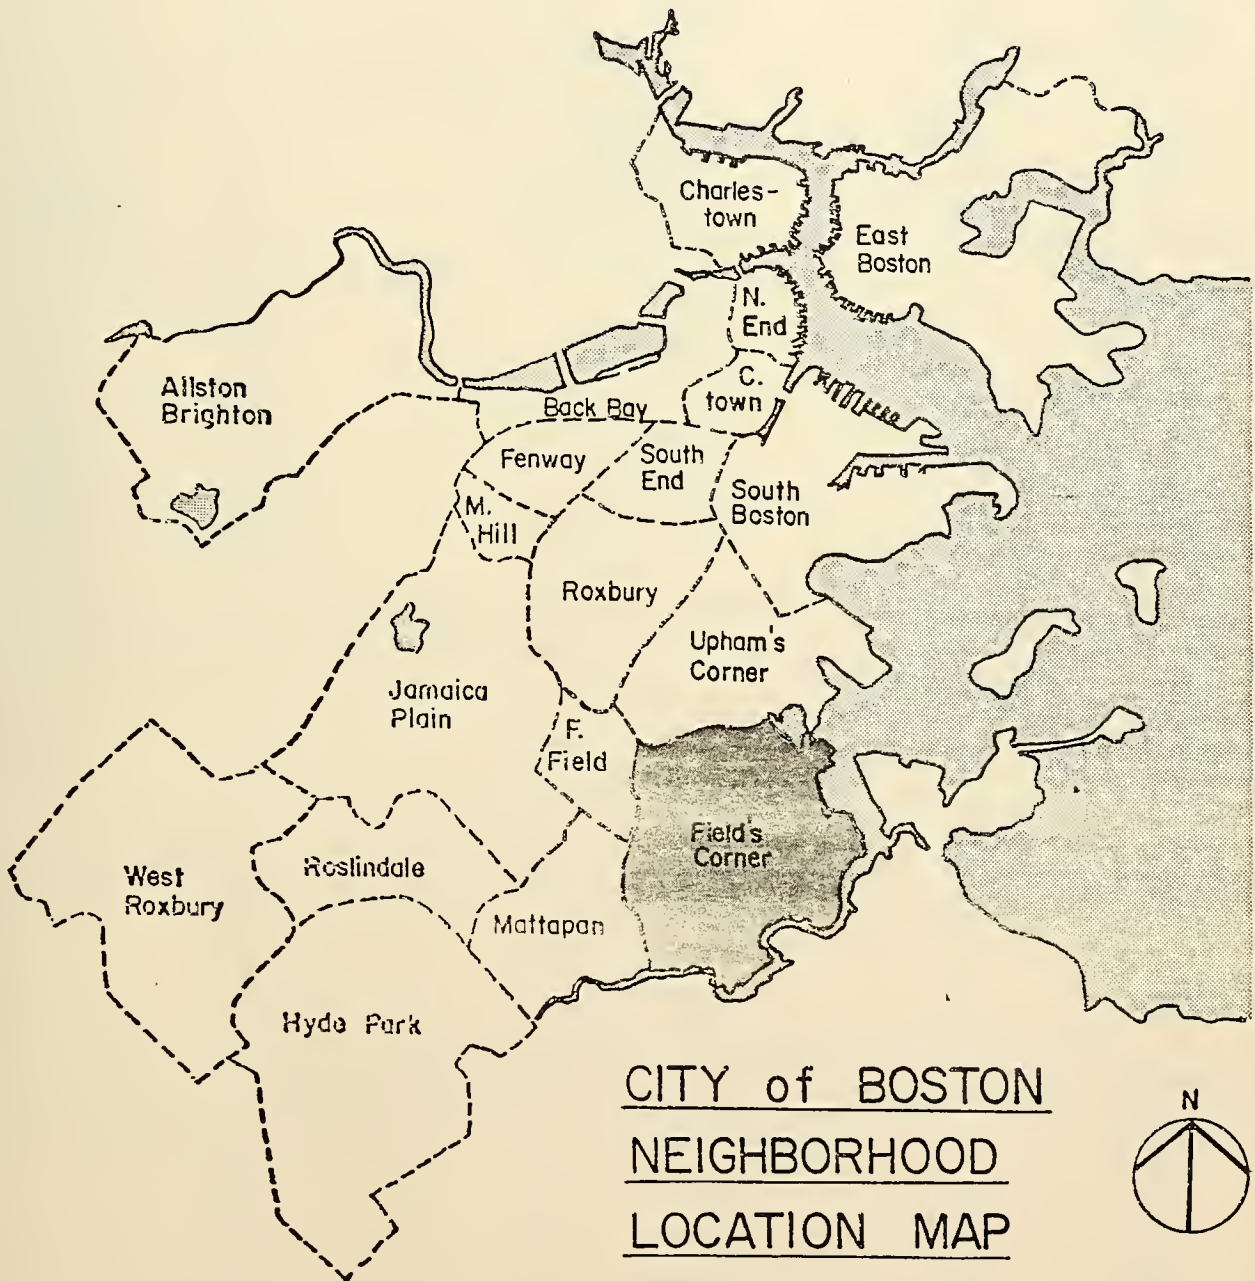 Charles-
town
East
Boston
N.
End
Allston
Brighton
C.
town
Back Bay
Fenway
South
End
South
Boston
M.
Hill
Roxbury
Upham's
Corner
Jamaica
Plain
F.
Field
Field's
Corner
Roslindale
West
Roxbury
Mattapan
Hyde Park
CITY of BOSTON
NEIGHBORHOOD
LOCATION MAP
N